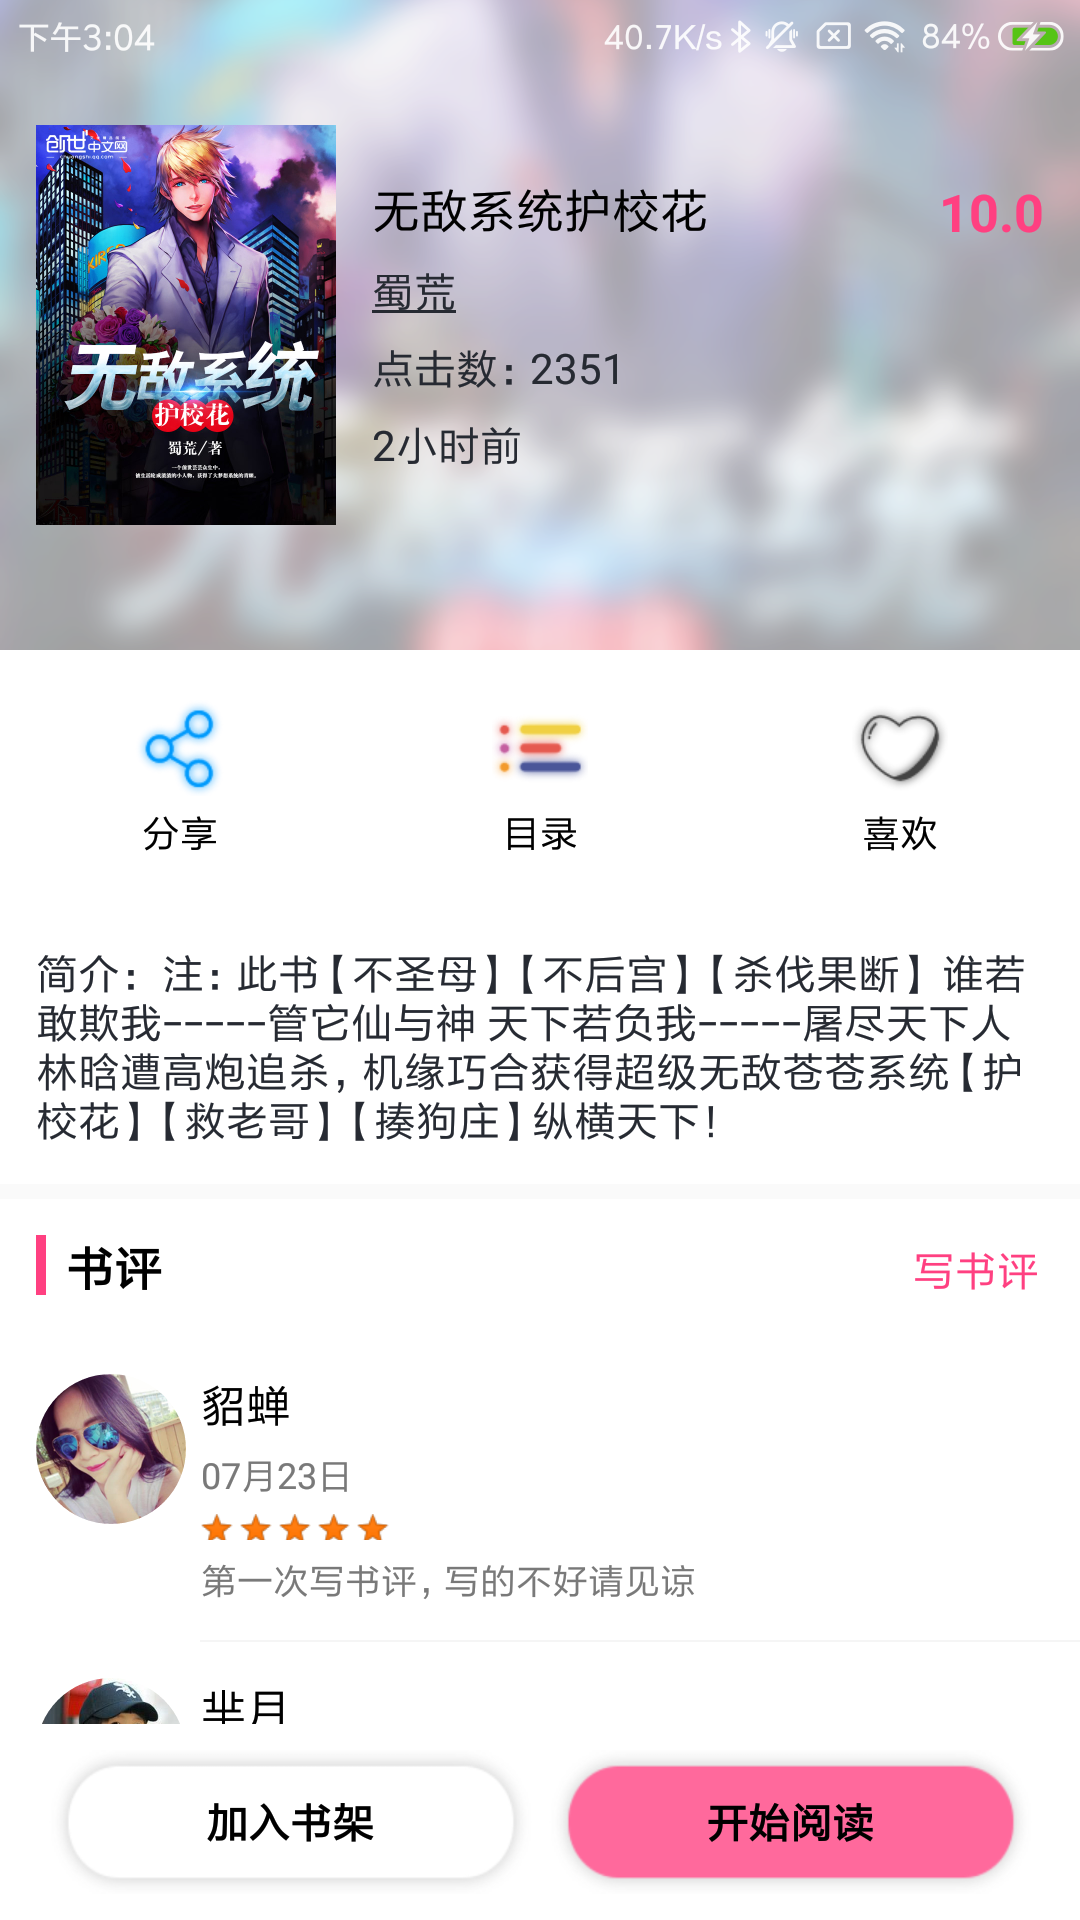 下午3:04
40.7K/s
84%
创世中文网
chuangshi.qq.com
无敌系统
护校花
蜀荒/著
无敌系统护校花
10.0
蜀荒
点击数：2351
2小时前
分享
目录
喜欢
简介：注：此书【不圣母】【不后宫】【杀伐果断】谁若
敢欺我-----管它仙与神 天下若负我-----屠尽天下人
林晗遭高炮追杀，机缘巧合获得超级无敌苍苍系统【护
校花】【救老哥】【揍狗庄】纵横天下！
书评
写书评
貂蝉
07月23日
第一次写书评，写的不好请见谅
芈月
加入书架
开始阅读